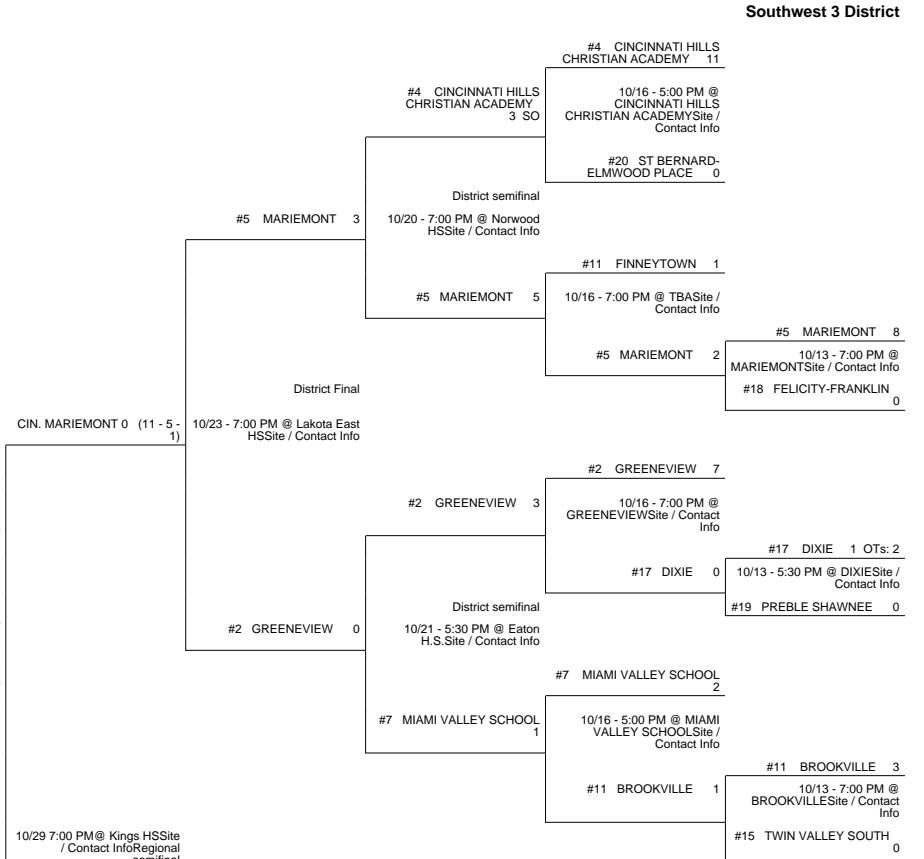 Southwest 3 District
#4 CINCINNATI HILLS
CHRISTIAN ACADEMY 11
10/16 - 5:00 PM @
CINCINNATI HILLS
CHRISTIAN ACADEMYSite /
Contact Info
#20 ST BERNARD-
ELMWOOD PLACE 0
#4 CINCINNATI HILLS
CHRISTIAN ACADEMY
3 SO
District semifinal
10/20 - 7:00 PM @ Norwood
HSSite / Contact Info
#5 MARIEMONT 3
#11 FINNEYTOWN 1
10/16 - 7:00 PM @ TBASite /
Contact Info
#5 MARIEMONT 5
#5 MARIEMONT 2
#5 MARIEMONT 8
10/13 - 7:00 PM @
MARIEMONTSite / Contact Info
#18 FELICITY-FRANKLIN
0
District Final
10/23 - 7:00 PM @ Lakota East
HSSite / Contact Info
CIN. MARIEMONT 0 (11 - 5 -
1)
#2 GREENEVIEW 7
10/16 - 7:00 PM @
GREENEVIEWSite / Contact
Info
#2 GREENEVIEW 3
#17 DIXIE 0
#17 DIXIE 1 OTs: 2
10/13 - 5:30 PM @ DIXIESite /
Contact Info
#19 PREBLE SHAWNEE 0
District semifinal
10/21 - 5:30 PM @ Eaton
H.S.Site / Contact Info
#2 GREENEVIEW 0
#7 MIAMI VALLEY SCHOOL
2
10/16 - 5:00 PM @ MIAMI
VALLEY SCHOOLSite /
Contact Info
#7 MIAMI VALLEY SCHOOL
1
#11 BROOKVILLE 1
#11 BROOKVILLE 3
10/13 - 7:00 PM @
BROOKVILLESite / Contact
Info
#15 TWIN VALLEY SOUTH
0
10/29 7:00 PM@ Kings HSSite
/ Contact InfoRegional
semifinal